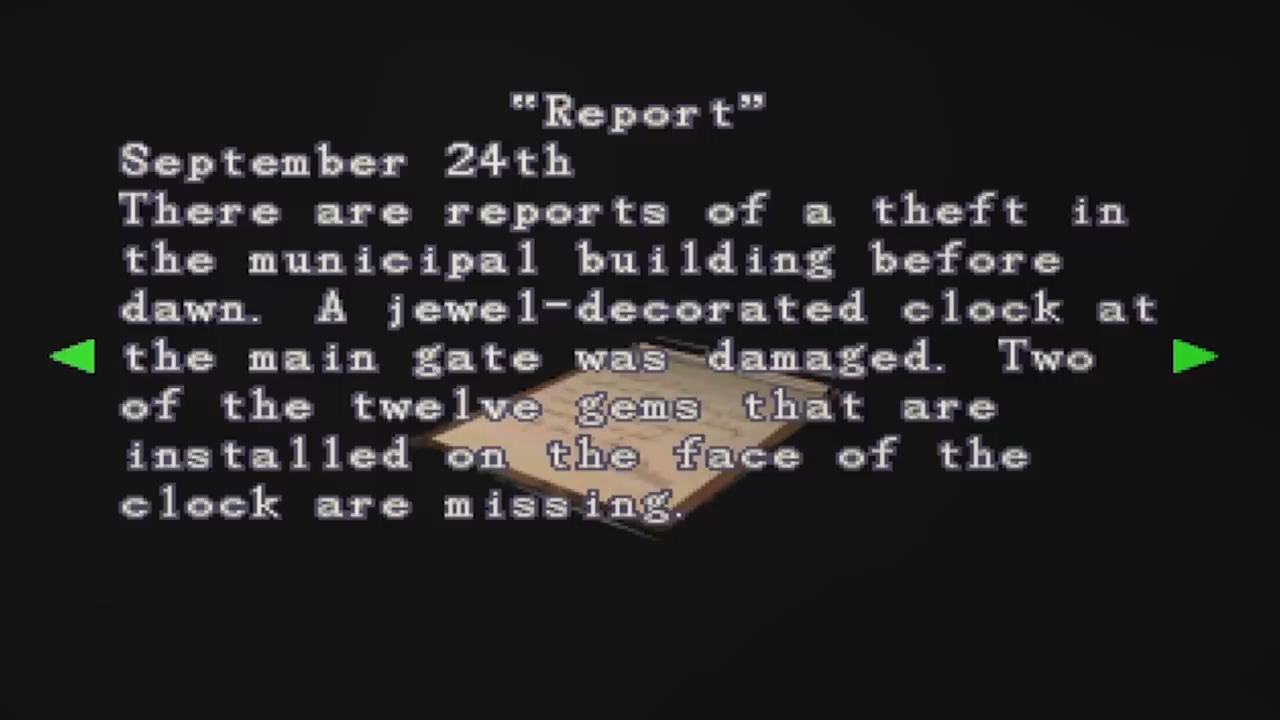 "Report"
September 24th
There are reports of a theft in
the municipal building before
dawn. A jewel-decorated clock at
the main gate was damaged. Two
of the twelve gems that are
installed on the face of the
clock are missing.